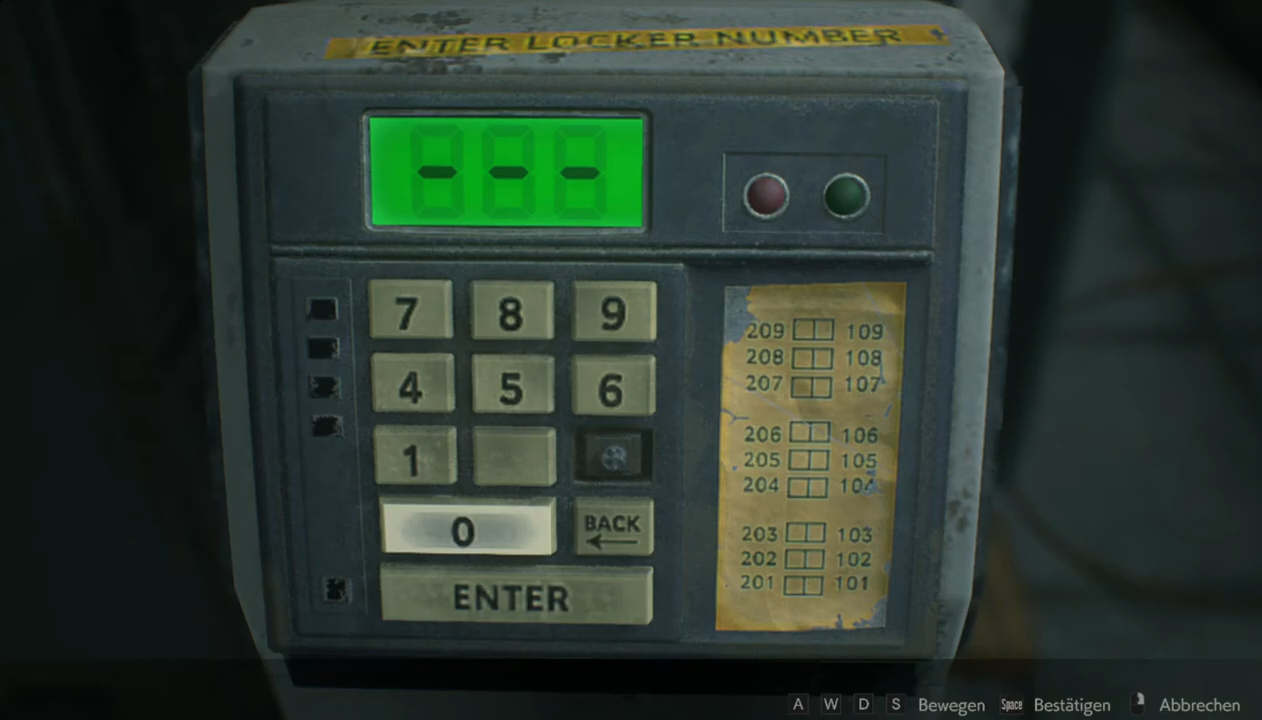 ENTER LOCKER NUMBER
7 8 9
4 5 6
1
0 BACK
ENTER
209 109
208 108
207 107
206 106
205 105
204 104
203 103
202 102
201 101
A W D S Bewegen Space Bestätigen Abbrechen